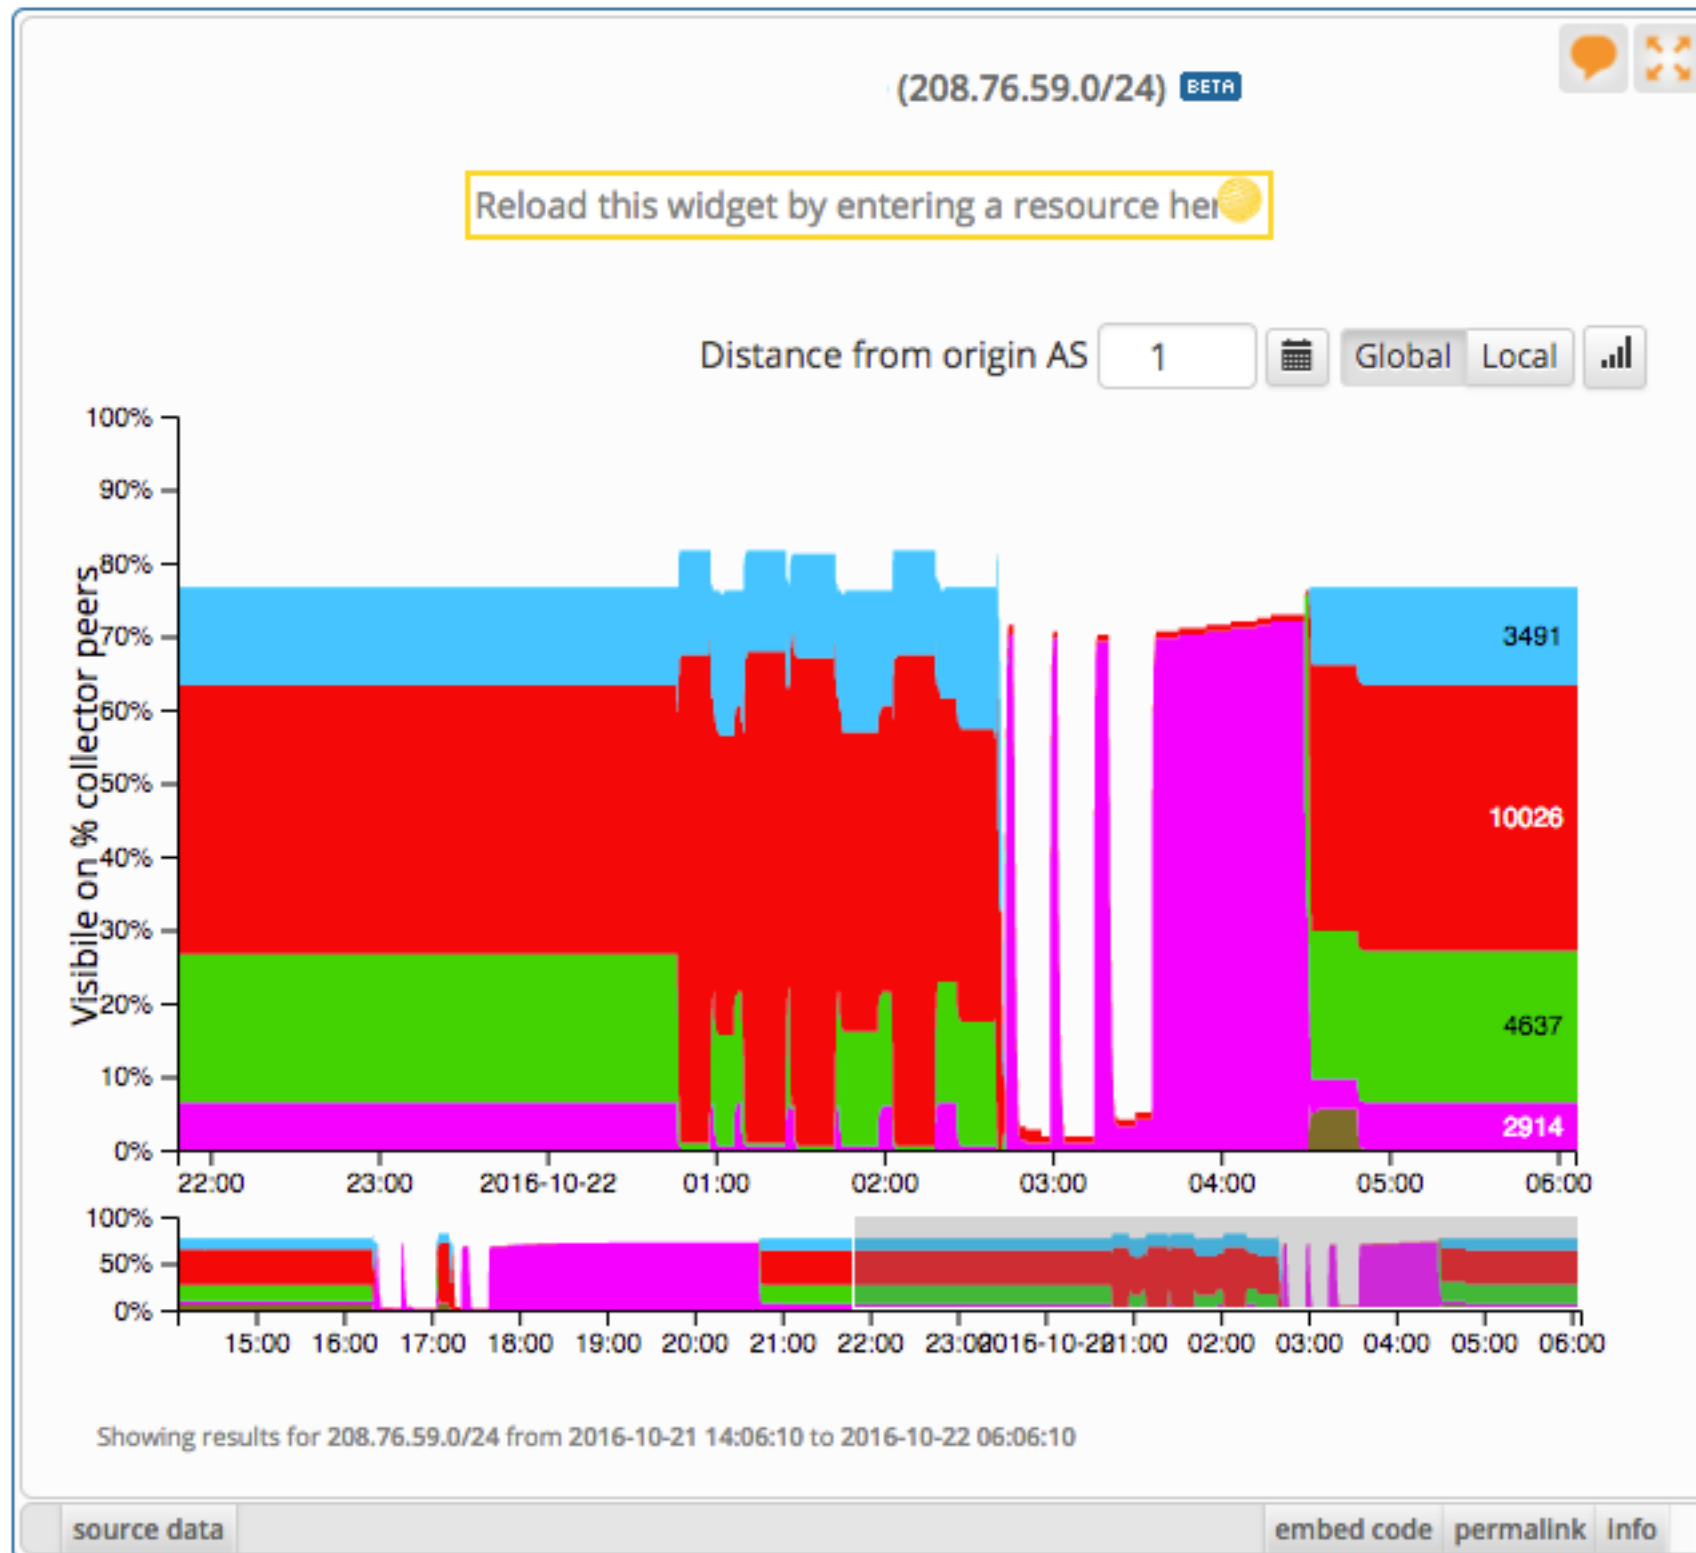 (208.76.59.0/24) BETA
Reload this widget by entering a resource her
Distance from origin AS 1 Global Local
Visibile on % collector peers
100%
90%
80%
70%
60%
50%
40%
30%
20%
10%
0%
3491
10026
4637
2914
22:00 23:00 2016-10-22 01:00 02:00 03:00 04:00 05:00 06:00
100%
50%
0%
15:00 16:00 17:00 18:00 19:00 20:00 21:00 22:00 23:00 2016-10-22 01:00 02:00 03:00 04:00 05:00 06:00
Showing results for 208.76.59.0/24 from 2016-10-21 14:06:10 to 2016-10-22 06:06:10
source data embed code permalink info